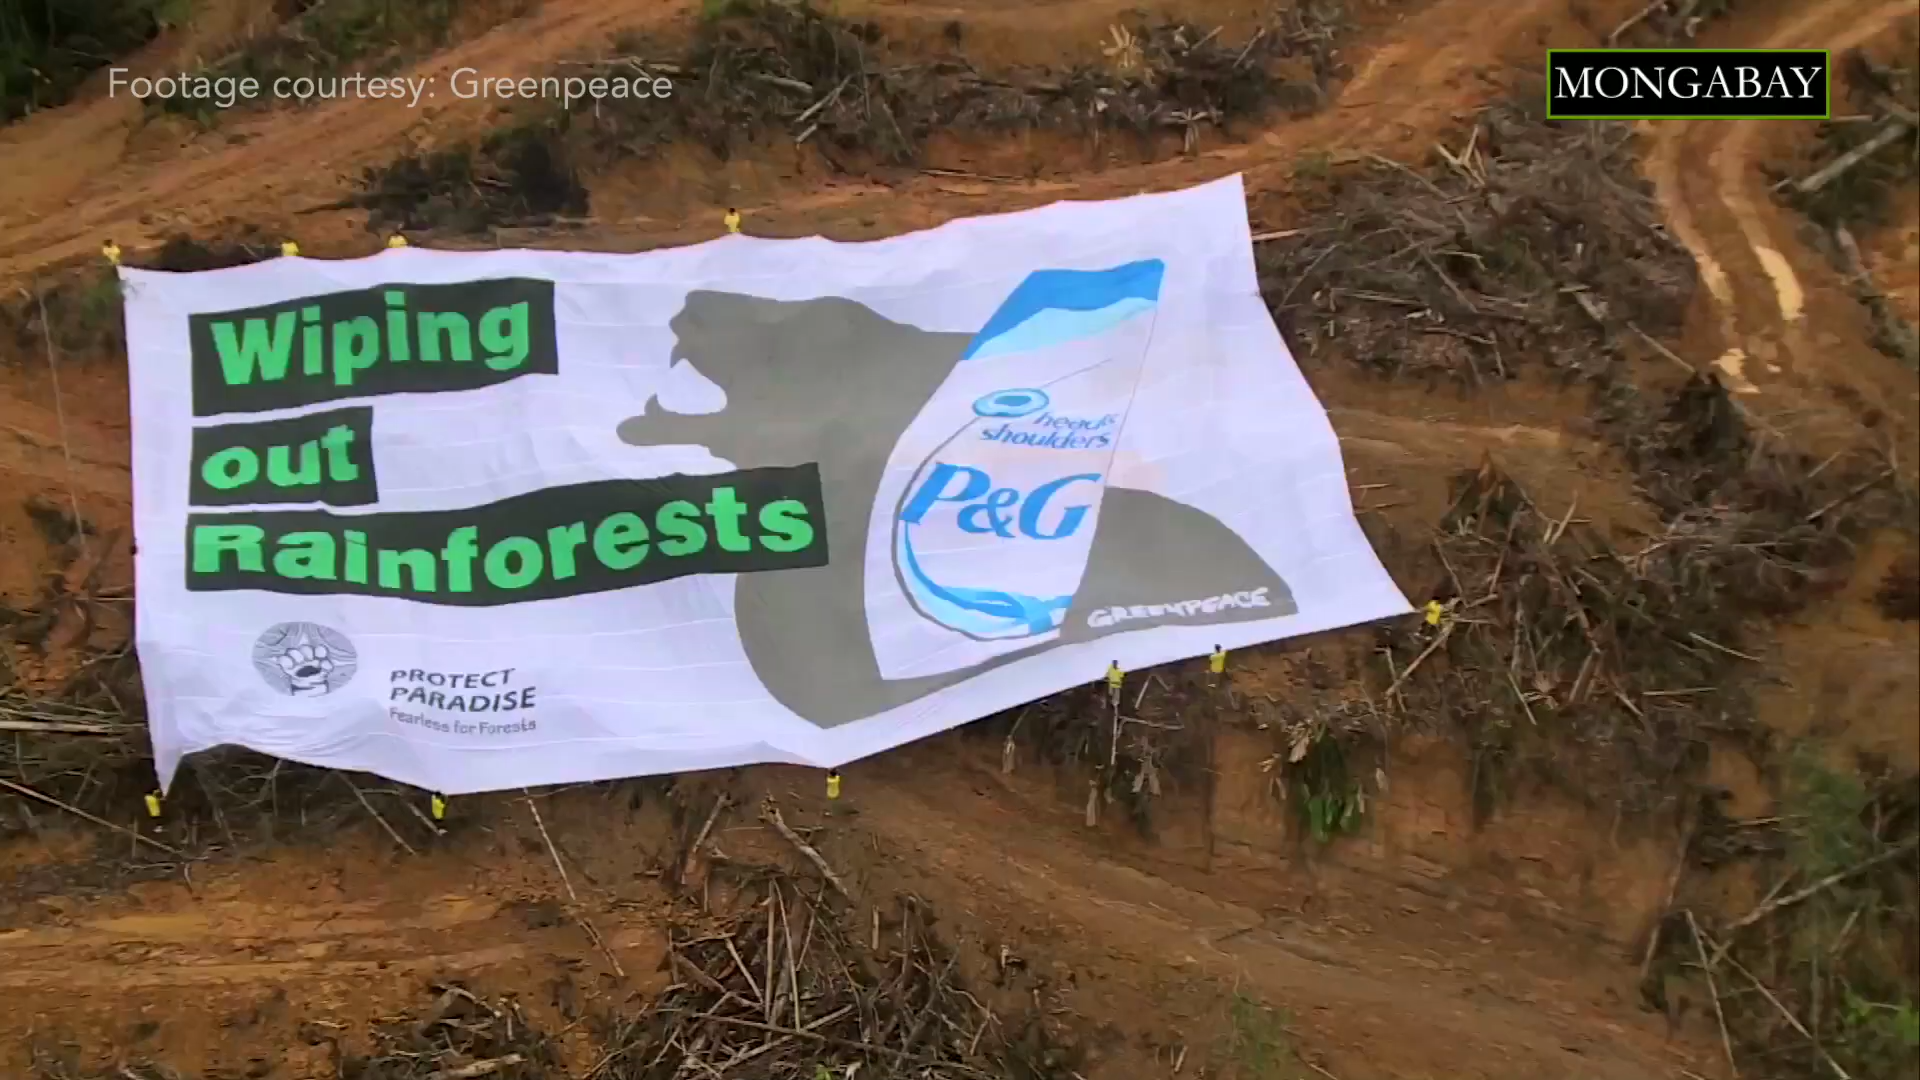 Footage courtesy: Greenpeace
MONGABAY
Wiping
out
Rainforests
head&
shoulders
P&G
GREENPEACE
PROTECT
PARADISE
Fearless for Forests